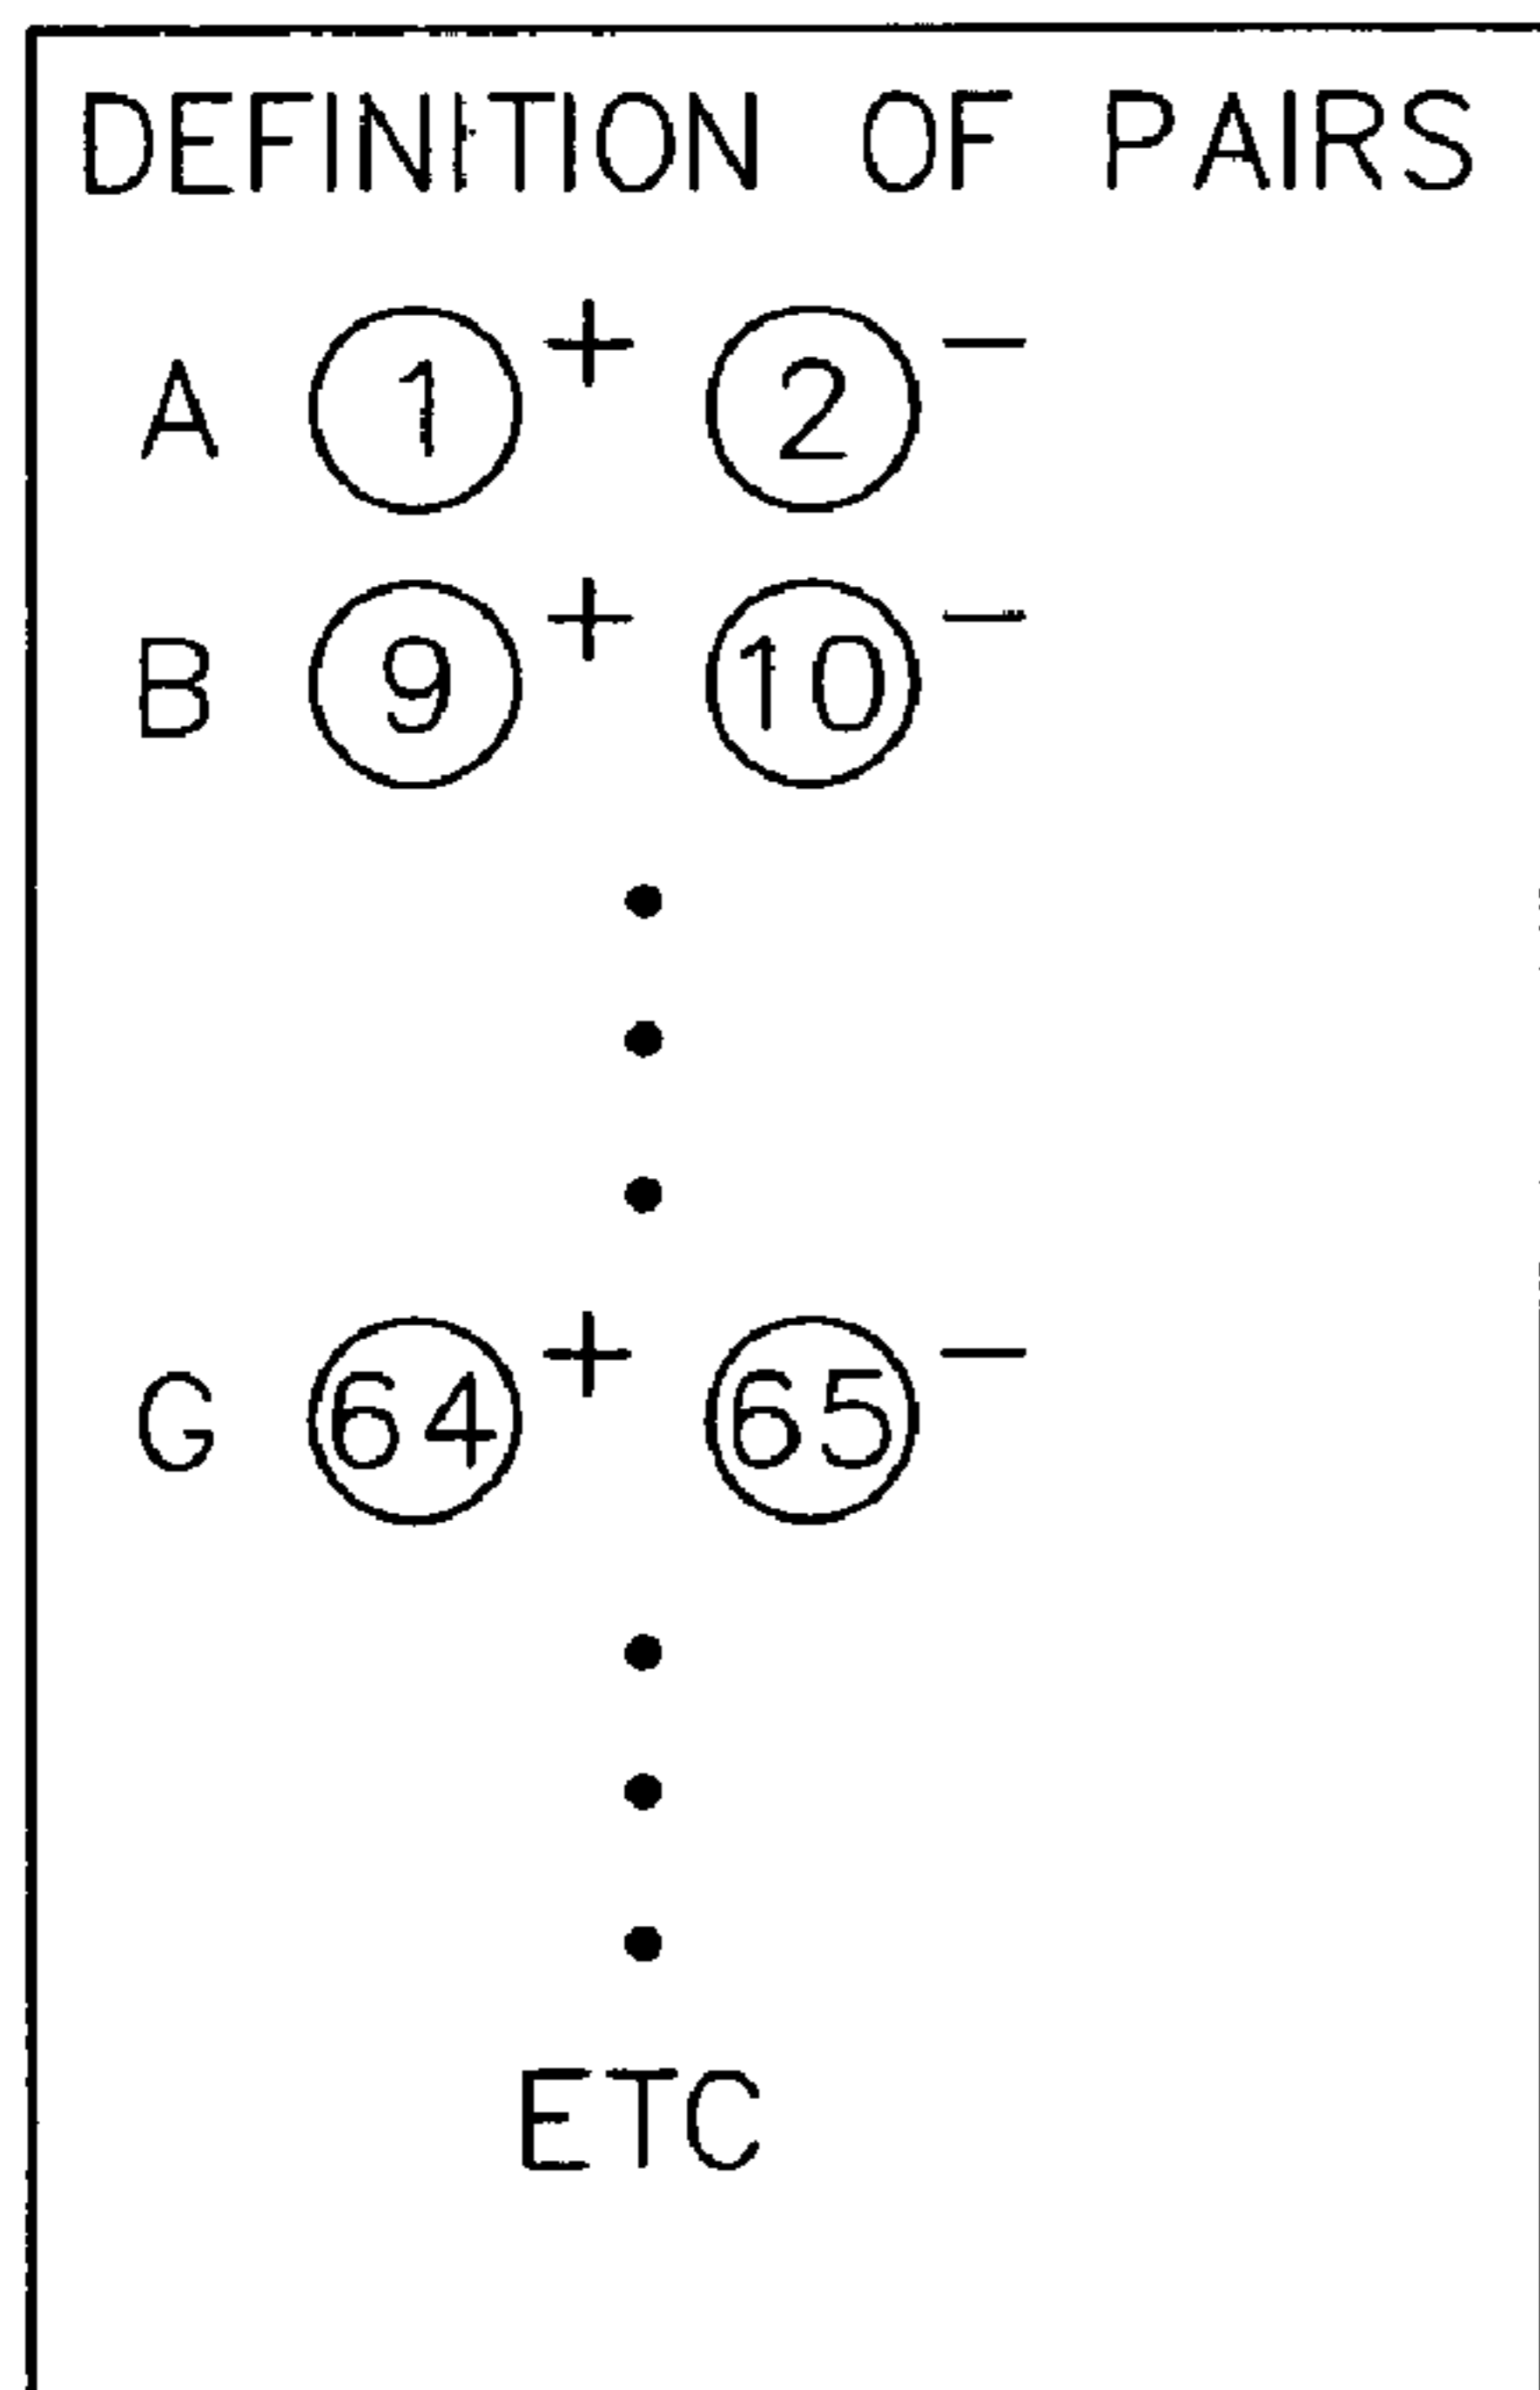 DEFINITION OF PAIRS
A 1+ 2−
B 9+ 10−
G 64+ 65−
ETC